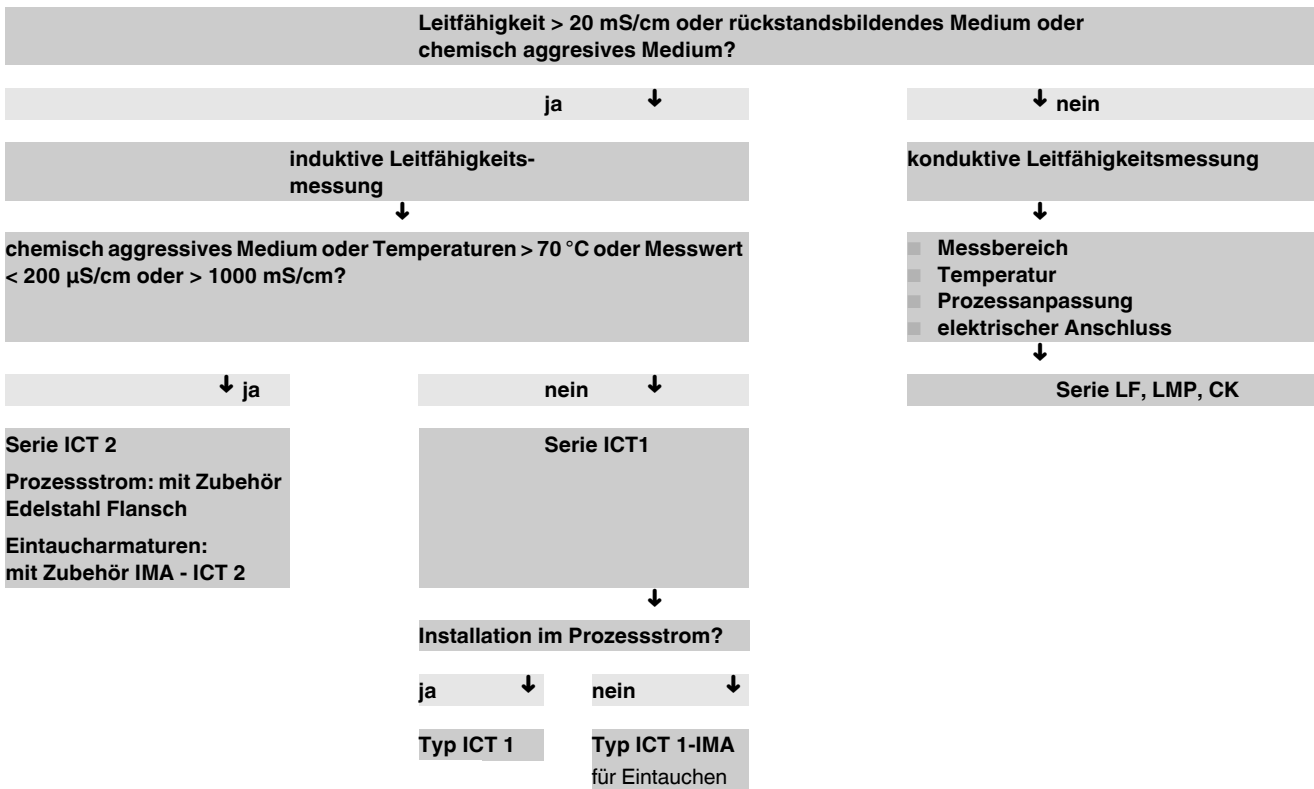 Leitfähigkeit > 20 mS/cm oder rückstandsbildendes Medium oder
chemisch aggresives Medium?
ja
nein
induktive Leitfähigkeits-
messung
konduktive Leitfähigkeitsmessung
chemisch aggressives Medium oder Temperaturen > 70 °C oder Messwert
< 200 µS/cm oder > 1000 mS/cm?
Messbereich
Temperatur
Prozessanpassung
elektrischer Anschluss
ja
nein
Serie LF, LMP, CK
Serie ICT 2
Prozessstrom: mit Zubehör
Edelstahl Flansch
Eintaucharmaturen:
mit Zubehör IMA - ICT 2
Serie ICT1
Installation im Prozessstrom?
ja
nein
Typ ICT 1
Typ ICT 1-IMA
für Eintauchen